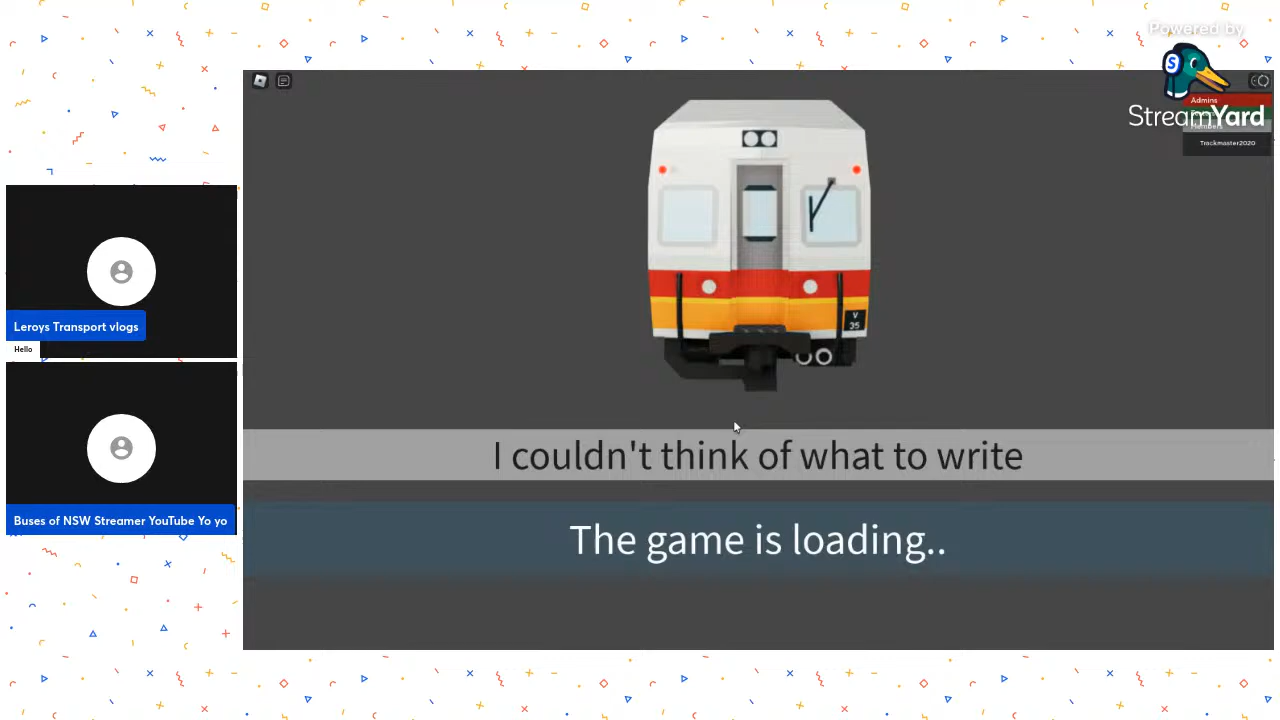 Powered by
StreamYard
Admins
Members
Trackmaster2020
V
35
Leroys Transport vlogs
Hello
Buses of NSW Streamer YouTube Yo yo
I couldn't think of what to write
The game is loading..